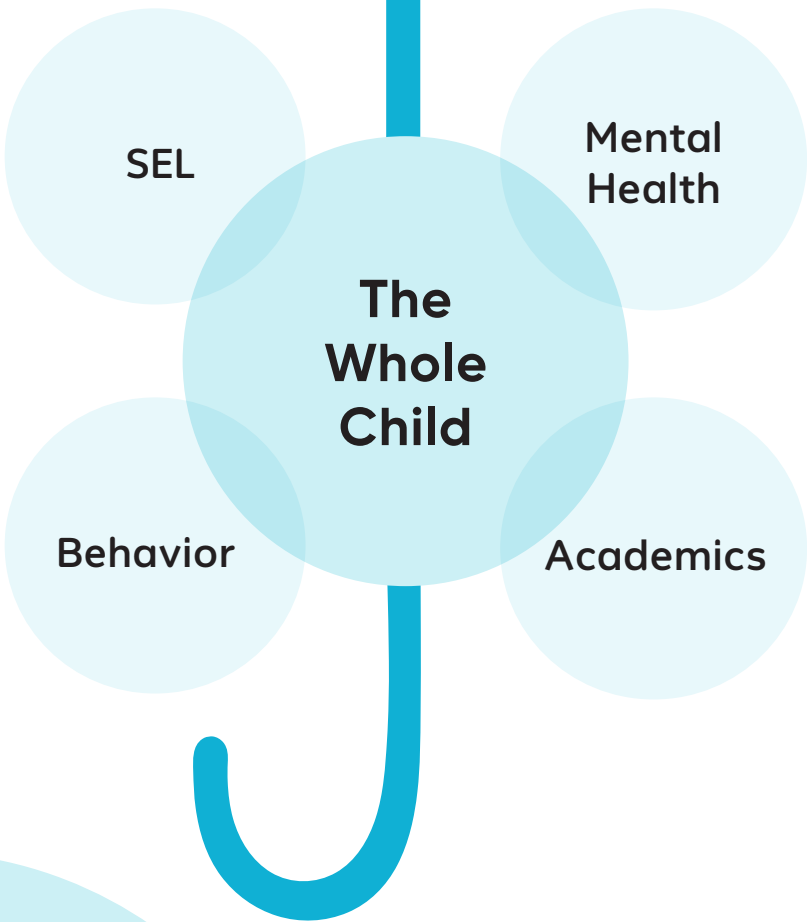 SEL
Mental
Health
The
Whole
Child
Behavior
Academics